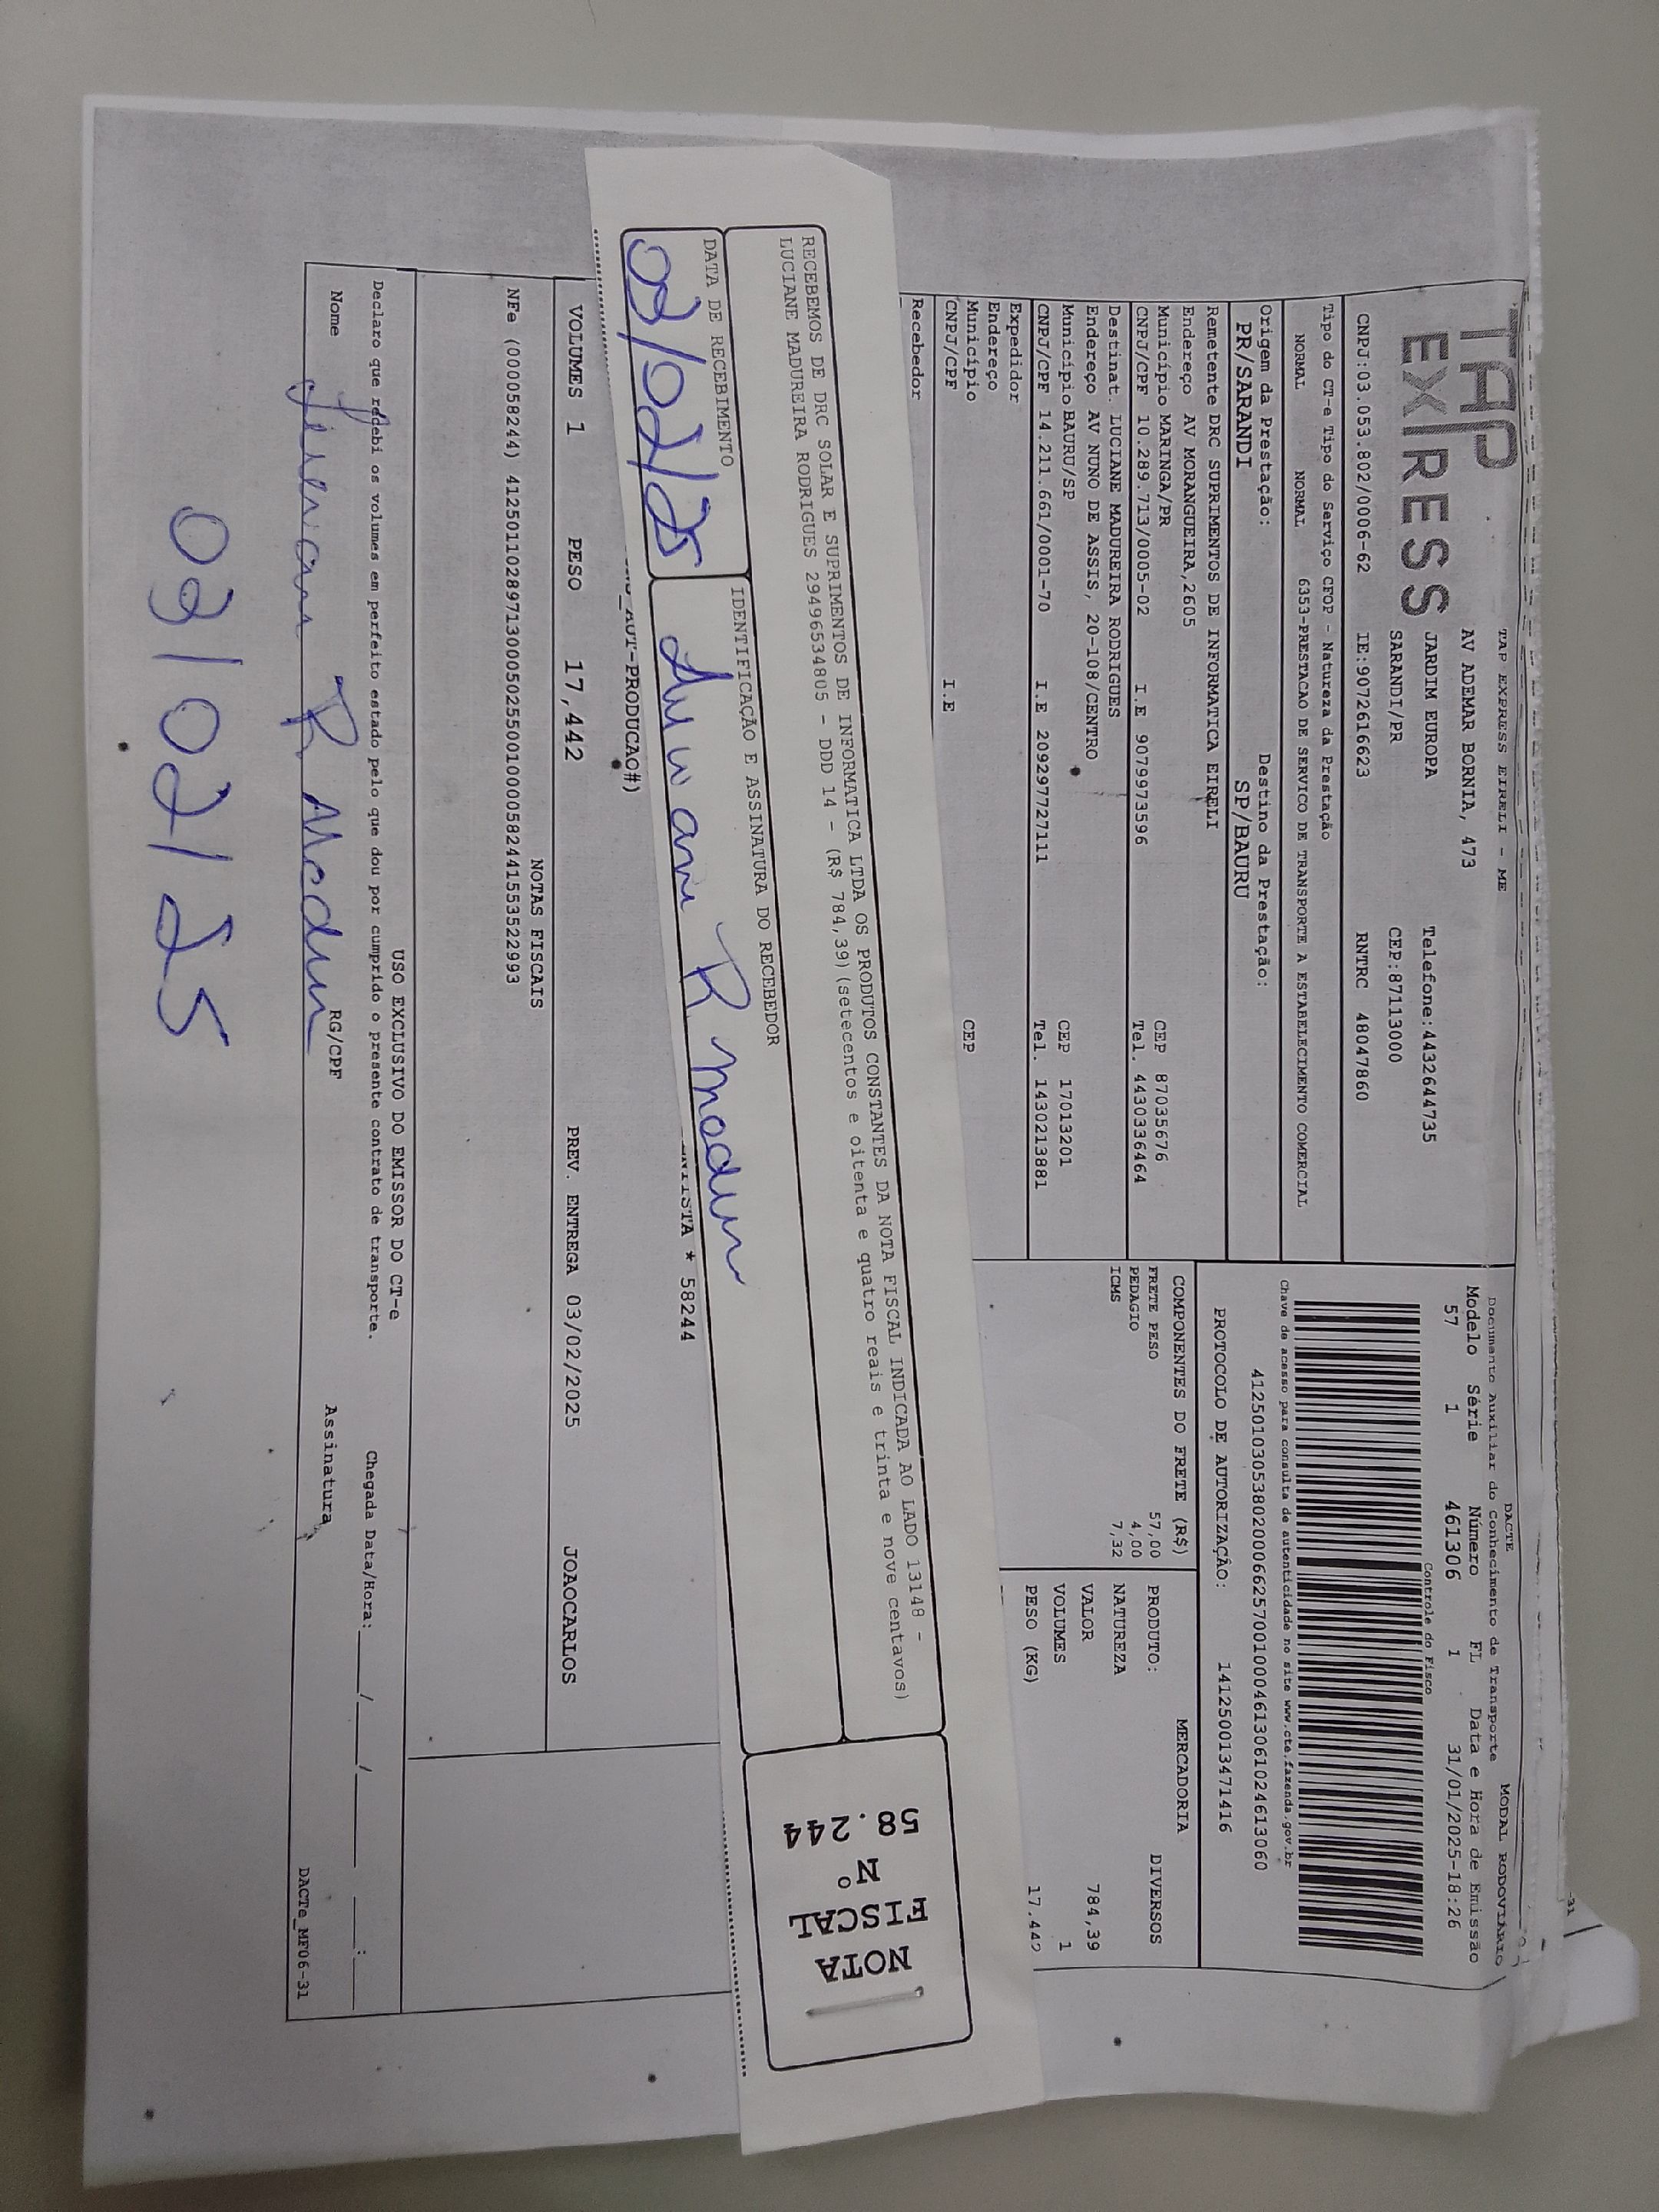 TAP
EXPRESS
TAP EXPRESS EIRELI - ME
AV ADEMAR BORNIA, 473
JARDIM EUROPA Telefone:4432644735
SARANDI/PR CEP:87113000
CNPJ:03.053.802/0006-62 IE:9072616623 RNTRC 48047860
Tipo do CT-e Tipo do Serviço CFOP - Natureza da Prestação
NORMAL NORMAL 6353-PRESTACAO DE SERVICO DE TRANSPORTE A ESTABELECIMENTO COMERCIAL
Origem da Prestação: Destino da Prestação:
PR/SARANDI SP/BAURU
Remetente DRC SUPRIMENTOS DE INFORMATICA EIRELI
Endereço AV MORANGUEIRA,2605
Município MARINGA/PR CEP 87035676
CNPJ/CPF 10.289.713/0005-02 I.E 9079973596 Tel. 4430336464
Destinat. LUCIANE MADUREIRA RODRIGUES
Endereço AV NUNO DE ASSIS, 20-108/CENTRO
Município BAURU/SP CEP 17013201
CNPJ/CPF 14.211.661/0001-70 I.E 209297727111 Tel. 1430213881
Expedidor
Endereço
Município CEP
CNPJ/CPF I.E
Recebedor
DACTE MODAL RODOVIÁRIO
Documento Auxiliar do Conhecimento de Transporte
Modelo Série Número FL Data e Hora de Emissão
57 1 461306 1 31/01/2025-18:26
Controle do Fisco
Chave de acesso para consulta de autenticidade no site www.cte.fazenda.gov.br
41250103053802000662570010004613061024613060
PROTOCOLO DE AUTORIZAÇÃO: 141250013471416
COMPONENTES DO FRETE (R$)
FRETE PESO 57,00
PEDAGIO 4,00
ICMS 7,32
MERCADORIA
PRODUTO: DIVERSOS
NATUREZA
VALOR 784,39
VOLUMES 1
PESO (KG) 17.442
RECEBEMOS DE DRC SOLAR E SUPRIMENTOS DE INFORMATICA LTDA OS PRODUTOS CONSTANTES DA NOTA FISCAL INDICADA AO LADO 13148 -
LUCIANE MADUREIRA RODRIGUES 29496534805 - DDD 14 - (R$ 784,39)(setecentos e oitenta e quatro reais e trinta e nove centavos)
DATA DE RECEBIMENTO IDENTIFICAÇÃO E ASSINATURA DO RECEBEDOR
03/02/25
NOTA
FISCAL
Nº
58.244
* 58244
AUT-PRODUCAO#)
VOLUMES 1 PESO 17,442 PREV. ENTREGA 03/02/2025 JOAOCARLOS
NOTAS FISCAIS
NFe (000058244) 41250110289713000502550010000582441553522993
USO EXCLUSIVO DO EMISSOR DO CT-e
Declaro que recebi os volumes em perfeito estado pelo que dou por cumprido o presente contrato de transporte. Chegada Data/Hora: / / :
Nome RG/CPF Assinatura
DACTe_MF06-31
03/02/25